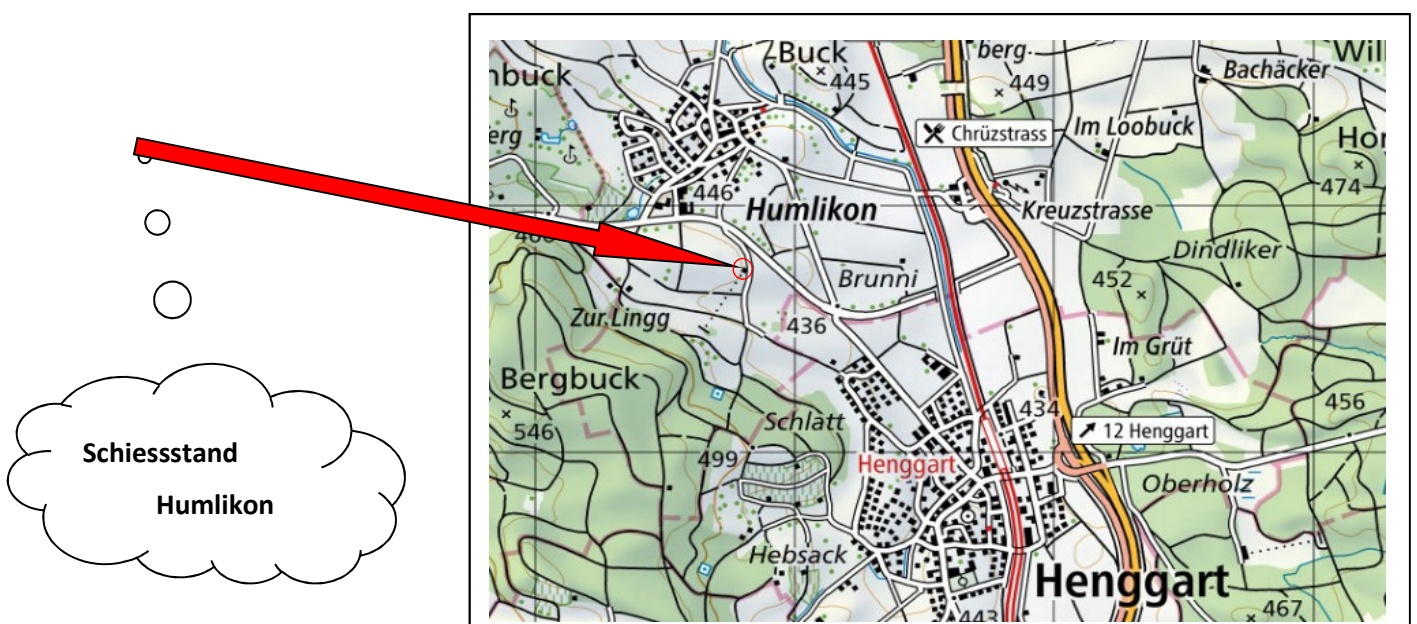 Schiessstand
Humlikon
nbuck
Buck
445
berg
449
Bachäcker
Wil
erg
Chrüzstrass
Im Loobuck
Hor
474
446
Humlikon
Kreuzstrasse
Dindliker
452
Brunni
Zur.Lingg
436
Im Grüt
Bergbuck
546
Schlatt
434
12 Henggart
456
499
Henggart
Oberholz
Hebsack
Henggart
467
443